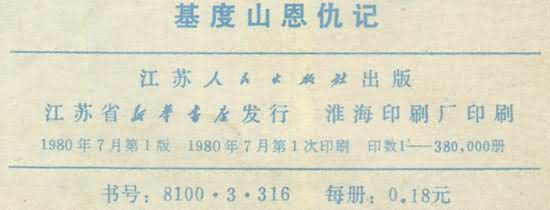 基度山恩仇记
江苏人民出版社出版
江苏省新华书店发行 淮海印刷厂印刷
1980年7月第1版 1980年7月第1次印刷 印数1—380,000册
书号：8100·3·316 每册：0.18元